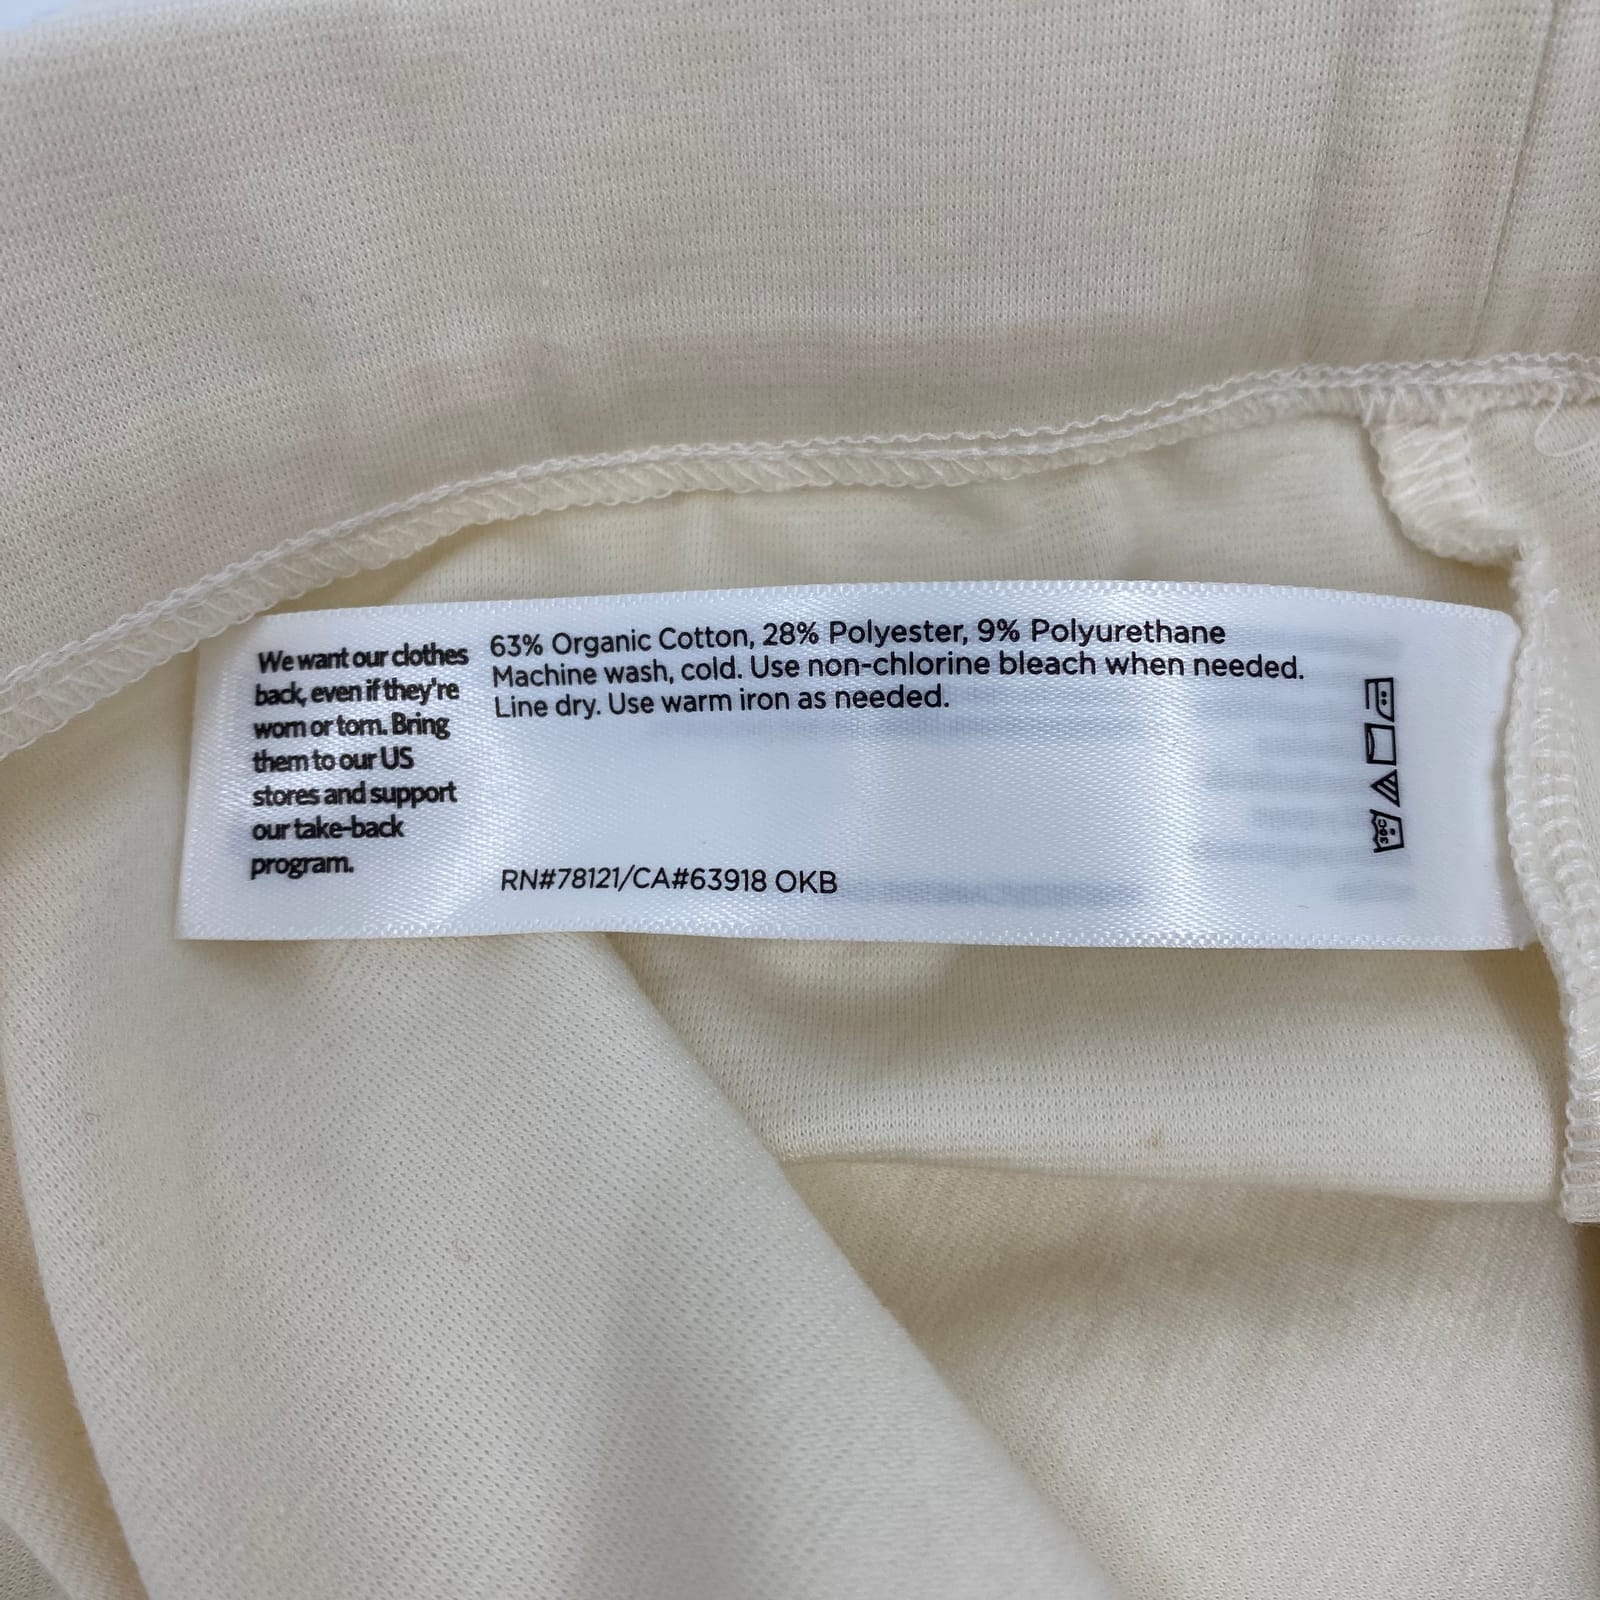 We want our clothes
back, even if they're
worn or torn. Bring
them to our US
stores and support
our take-back
program.
63% Organic Cotton, 28% Polyester, 9% Polyurethane
Machine wash, cold. Use non-chlorine bleach when needed.
Line dry. Use warm iron as needed.
RN#78121/CA#63918 OKB
30C